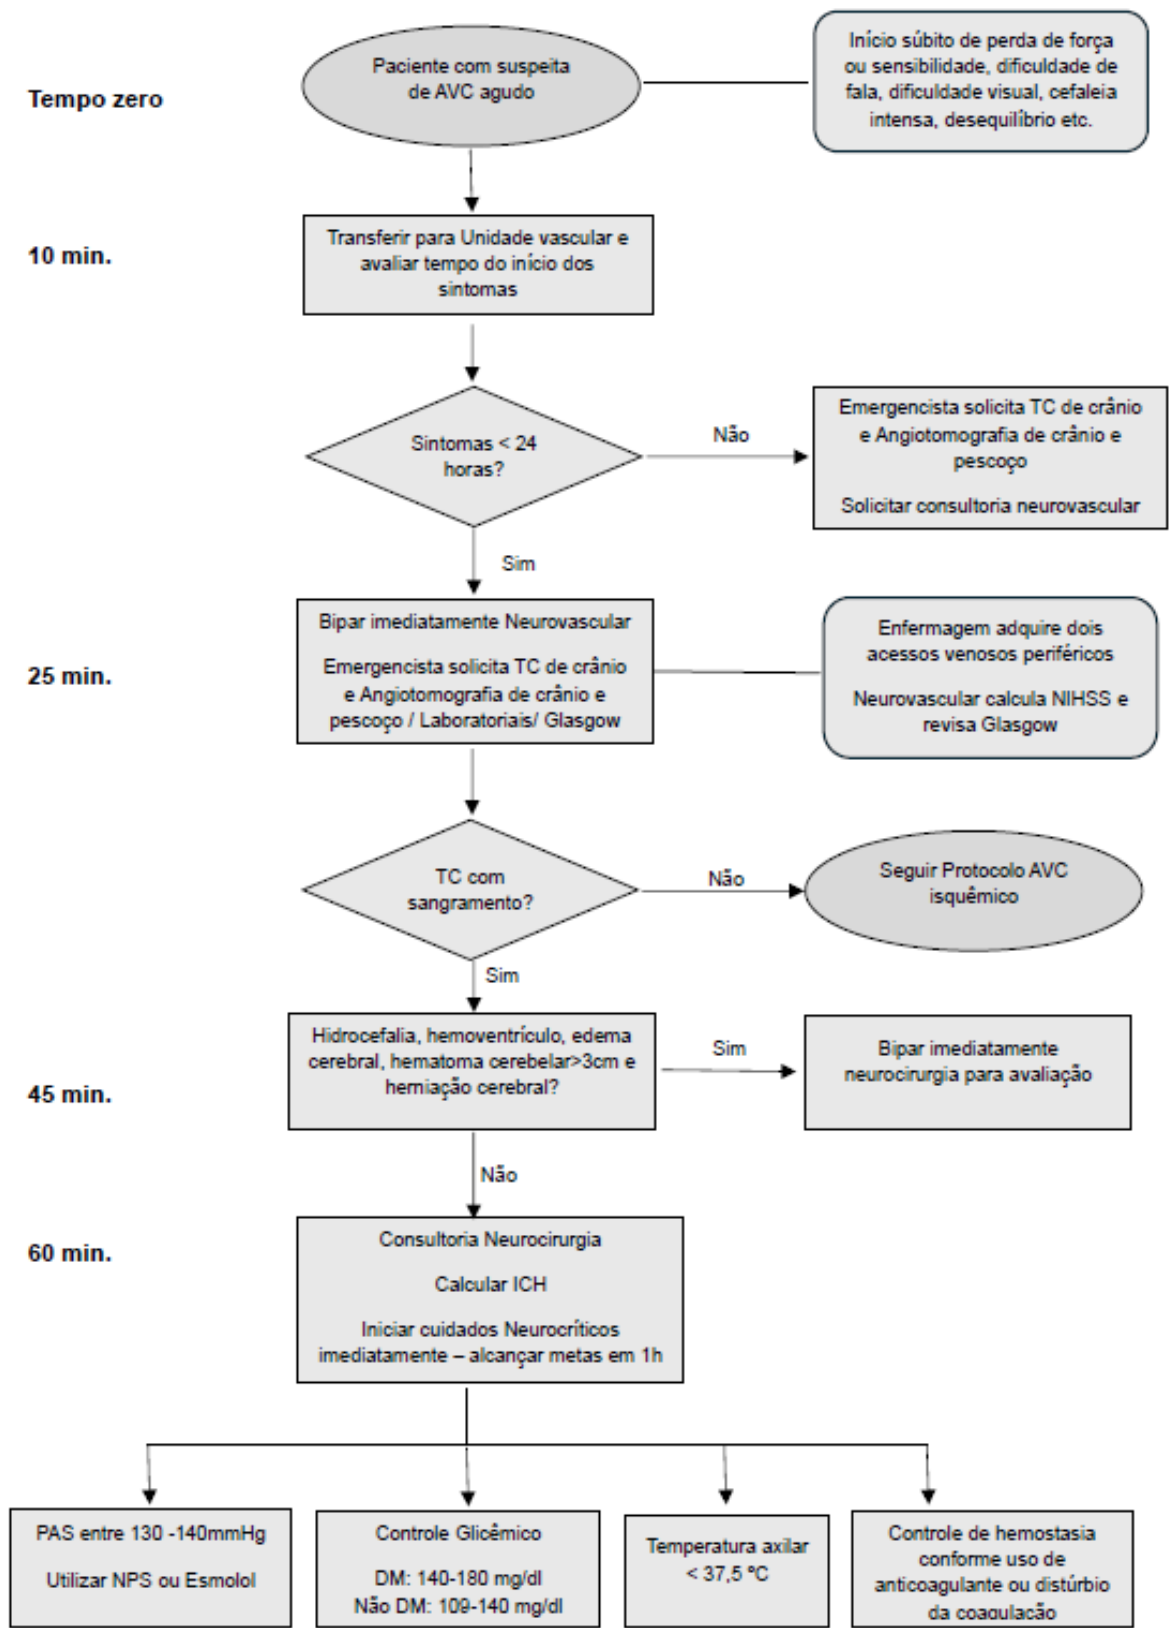 Tempo zero
Paciente com suspeita
de AVC agudo
Início súbito de perda de força
ou sensibilidade, dificuldade de
fala, dificuldade visual, cefaleia
intensa, desequilíbrio etc.
10 min.
Transferir para Unidade vascular e
avaliar tempo do início dos
sintomas
Sintomas < 24
horas?
Não
Emergencista solicita TC de crânio
e Angiotomografia de crânio e
pescoço
Solicitar consultoria neurovascular
Sim
25 min.
Bipar imediatamente Neurovascular
Emergencista solicita TC de crânio
e Angiotomografia de crânio e
pescoço / Laboratoriais/ Glasgow
Enfermagem adquire dois
acessos venosos periféricos
Neurovascular calcula NIHSS e
revisa Glasgow
TC com
sangramento?
Não
Seguir Protocolo AVC
isquêmico
Sim
45 min.
Hidrocefalia, hemoventrículo, edema
cerebral, hematoma cerebelar>3cm e
herniação cerebral?
Sim
Bipar imediatamente
neurocirurgia para avaliação
Não
60 min.
Consultoria Neurocirurgia
Calcular ICH
Iniciar cuidados Neurocríticos
imediatamente – alcançar metas em 1h
PAS entre 130 -140mmHg
Utilizar NPS ou Esmolol
Controle Glicêmico
DM: 140-180 mg/dl
Não DM: 109-140 mg/dl
Temperatura axilar
< 37,5 ºC
Controle de hemostasia
conforme uso de
anticoagulante ou distúrbio
da coagulação